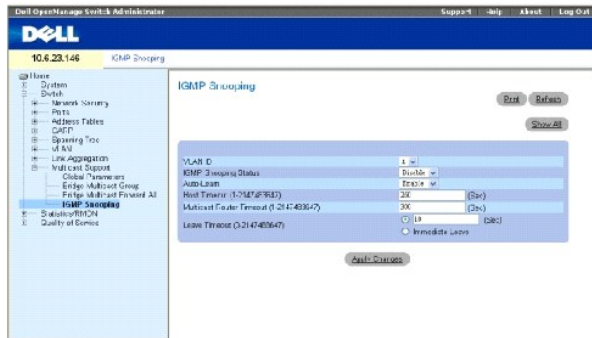 Dell OpenManage Switch Administrator
Support Help About Log Out
DELL
10.6.23.146
IGMP Snooping
Home
System
Switch
Network Security
Ports
Address Tables
GARP
Spanning Tree
VLAN
Link Aggregation
Multicast Support
Global Parameters
Bridge Multicast Group
Bridge Multicast Forward All
IGMP Snooping
Statistics/RMON
Quality of Service
IGMP Snooping
Print Refresh
Show All
VLAN ID 1
IGMP Snooping Status Disable
Auto-Learn Enable
Host Timeout (1-2147483647) 260 (Sec)
Multicast Router Timeout (1-2147483647) 300 (Sec)
Leave Timeout (0-2147483647) 10 (Sec)
Immediate Leave
Apply Changes